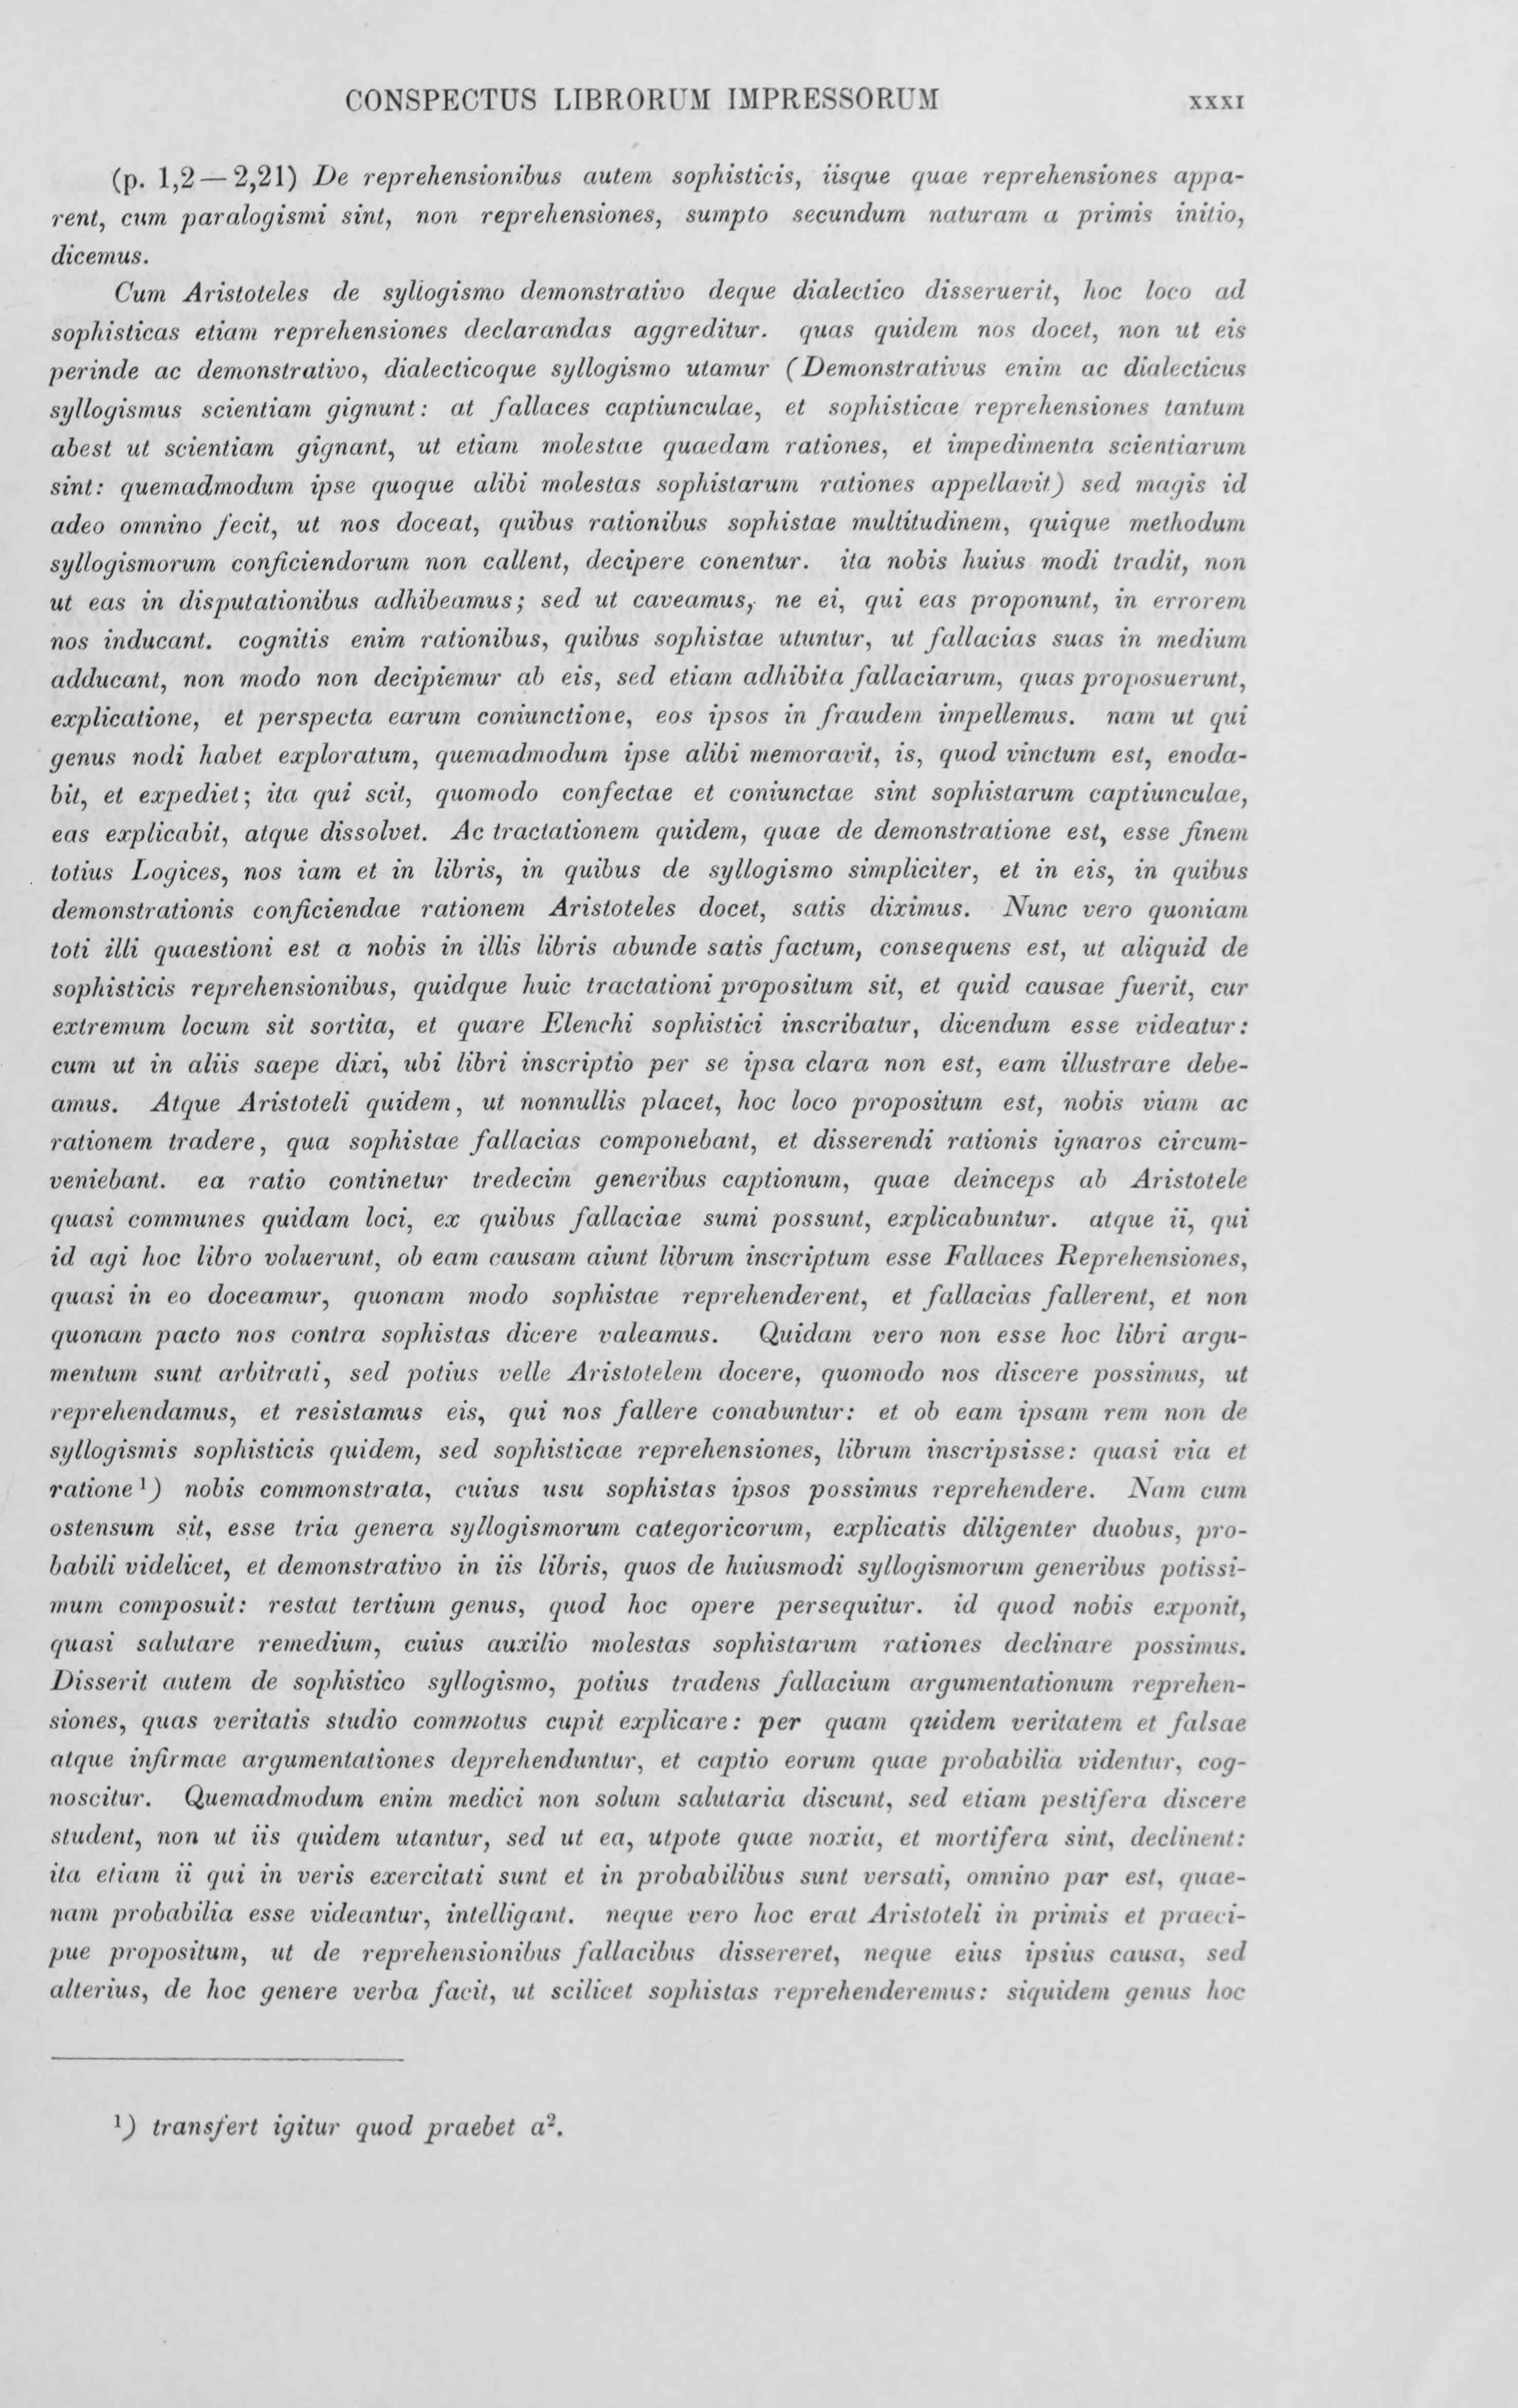 CONSPECTUS LIBRORUM IMPRESSORUM XXXI
(p. 1,2—2,21) De reprehensionibus autem sophisticis, iisque quae reprehensiones appa-
rent, cum paralogismi sint, non reprehensiones, sumpto secundum naturam a primis initio,
dicemus.
Cum Aristoteles de syllogismo demonstrativo deque dialectico disseruerit, hoc loco ad
sophisticas etiam reprehensiones declarandas aggreditur. quas quidem nos docet, non ut eis
perinde ac demonstrativo, dialecticoque syllogismo utamur (Demonstrativus enim ac dialecticus
syllogismus scientiam gignunt: at fallaces captiunculae, et sophisticae reprehensiones tantum
abest ut scientiam gignant, ut etiam molestae quaedam rationes, et impedimenta scientiarum
sint: quemadmodum ipse quoque alibi molestas sophistarum rationes appellavit) sed magis id
adeo omnino fecit, ut nos doceat, quibus rationibus sophistae multitudinem, quique methodum
syllogismorum conficiendorum non callent, decipere conentur. ita nobis huius modi tradit, non
ut eas in disputationibus adhibeamus; sed ut caveamus, ne ei, qui eas proponunt, in errorem
nos inducant. cognitis enim rationibus, quibus sophistae utuntur, ut fallacias suas in medium
adducant, non modo non decipiemur ab eis, sed etiam adhibita fallaciarum, quas proposuerunt,
explicatione, et perspecta earum coniunctione, eos ipsos in fraudem impellemus. nam ut qui
genus nodi habet exploratum, quemadmodum ipse alibi memoravit, is, quod vinctum est, enoda-
bit, et expediet; ita qui scit, quomodo confectae et coniunctae sint sophistarum captiunculae,
eas explicabit, atque dissolvet. Ac tractationem quidem, quae de demonstratione est, esse finem
totius Logices, nos iam et in libris, in quibus de syllogismo simpliciter, et in eis, in quibus
demonstrationis conficiendae rationem Aristoteles docet, satis diximus. Nunc vero quoniam
toti illi quaestioni est a nobis in illis libris abunde satis factum, consequens est, ut aliquid de
sophisticis reprehensionibus, quidque huic tractationi propositum sit, et quid causae fuerit, cur
extremum locum sit sortita, et quare Elenchi sophistici inscribatur, dicendum esse videatur:
cum ut in aliis saepe dixi, ubi libri inscriptio per se ipsa clara non est, eam illustrare debe-
amus. Atque Aristoteli quidem, ut nonnullis placet, hoc loco propositum est, nobis viam ac
rationem tradere, qua sophistae fallacias componebant, et disserendi rationis ignaros circum-
veniebant. ea ratio continetur tredecim generibus captionum, quae deinceps ab Aristotele
quasi communes quidam loci, ex quibus fallaciae sumi possunt, explicabuntur. atque ii, qui
id agi hoc libro voluerunt, ob eam causam aiunt librum inscriptum esse Fallaces Reprehensiones,
quasi in eo doceamur, quonam modo sophistae reprehenderent, et fallacias fallerent, et non
quonam pacto nos contra sophistas dicere valeamus. Quidam vero non esse hoc libri argu-
mentum sunt arbitrati, sed potius velle Aristotelem docere, quomodo nos discere possimus, ut
reprehendamus, et resistamus eis, qui nos fallere conabuntur: et ob eam ipsam rem non de
syllogismis sophisticis quidem, sed sophisticae reprehensiones, librum inscripsisse: quasi via et
ratione¹) nobis commonstrata, cuius usu sophistas ipsos possimus reprehendere. Nam cum
ostensum sit, esse tria genera syllogismorum categoricorum, explicatis diligenter duobus, pro-
babili videlicet, et demonstrativo in iis libris, quos de huiusmodi syllogismorum generibus potissi-
mum composuit: restat tertium genus, quod hoc opere persequitur. id quod nobis exponit,
quasi salutare remedium, cuius auxilio molestas sophistarum rationes declinare possimus.
Disserit autem de sophistico syllogismo, potius tradens fallacium argumentationum reprehen-
siones, quas veritatis studio commotus cupit explicare: per quam quidem veritatem et falsae
atque infirmae argumentationes deprehenduntur, et captio eorum quae probabilia videntur, cog-
noscitur. Quemadmodum enim medici non solum salutaria discunt, sed etiam pestifera discere
student, non ut iis quidem utantur, sed ut ea, utpote quae noxia, et mortifera sint, declinent:
ita etiam ii qui in veris exercitati sunt et in probabilibus sunt versati, omnino par est, quae-
nam probabilia esse videantur, intelligant. neque vero hoc erat Aristoteli in primis et praeci-
pue propositum, ut de reprehensionibus fallacibus dissereret, neque eius ipsius causa, sed
alterius, de hoc genere verba facit, ut scilicet sophistas reprehenderemus: siquidem genus hoc
¹) transfert igitur quod praebet a².